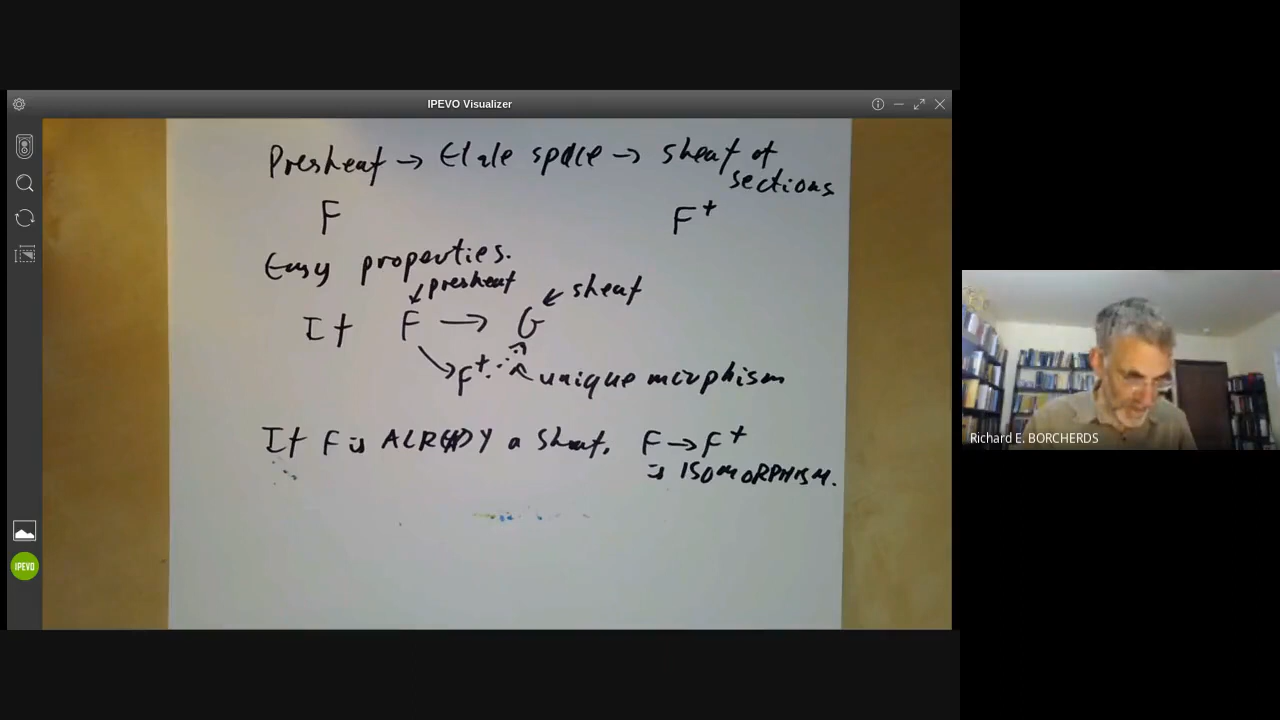 IPEVO Visualizer
Presheaf → Etale space → sheaf of
sections
F F⁺
Easy properties.
↙ presheaf
↙ sheaf
If F → G
F⁺ unique morphism
If F is ALREADY a sheaf, F → F⁺
is ISOMORPHISM.
IPEVO
Richard E. BORCHERDS